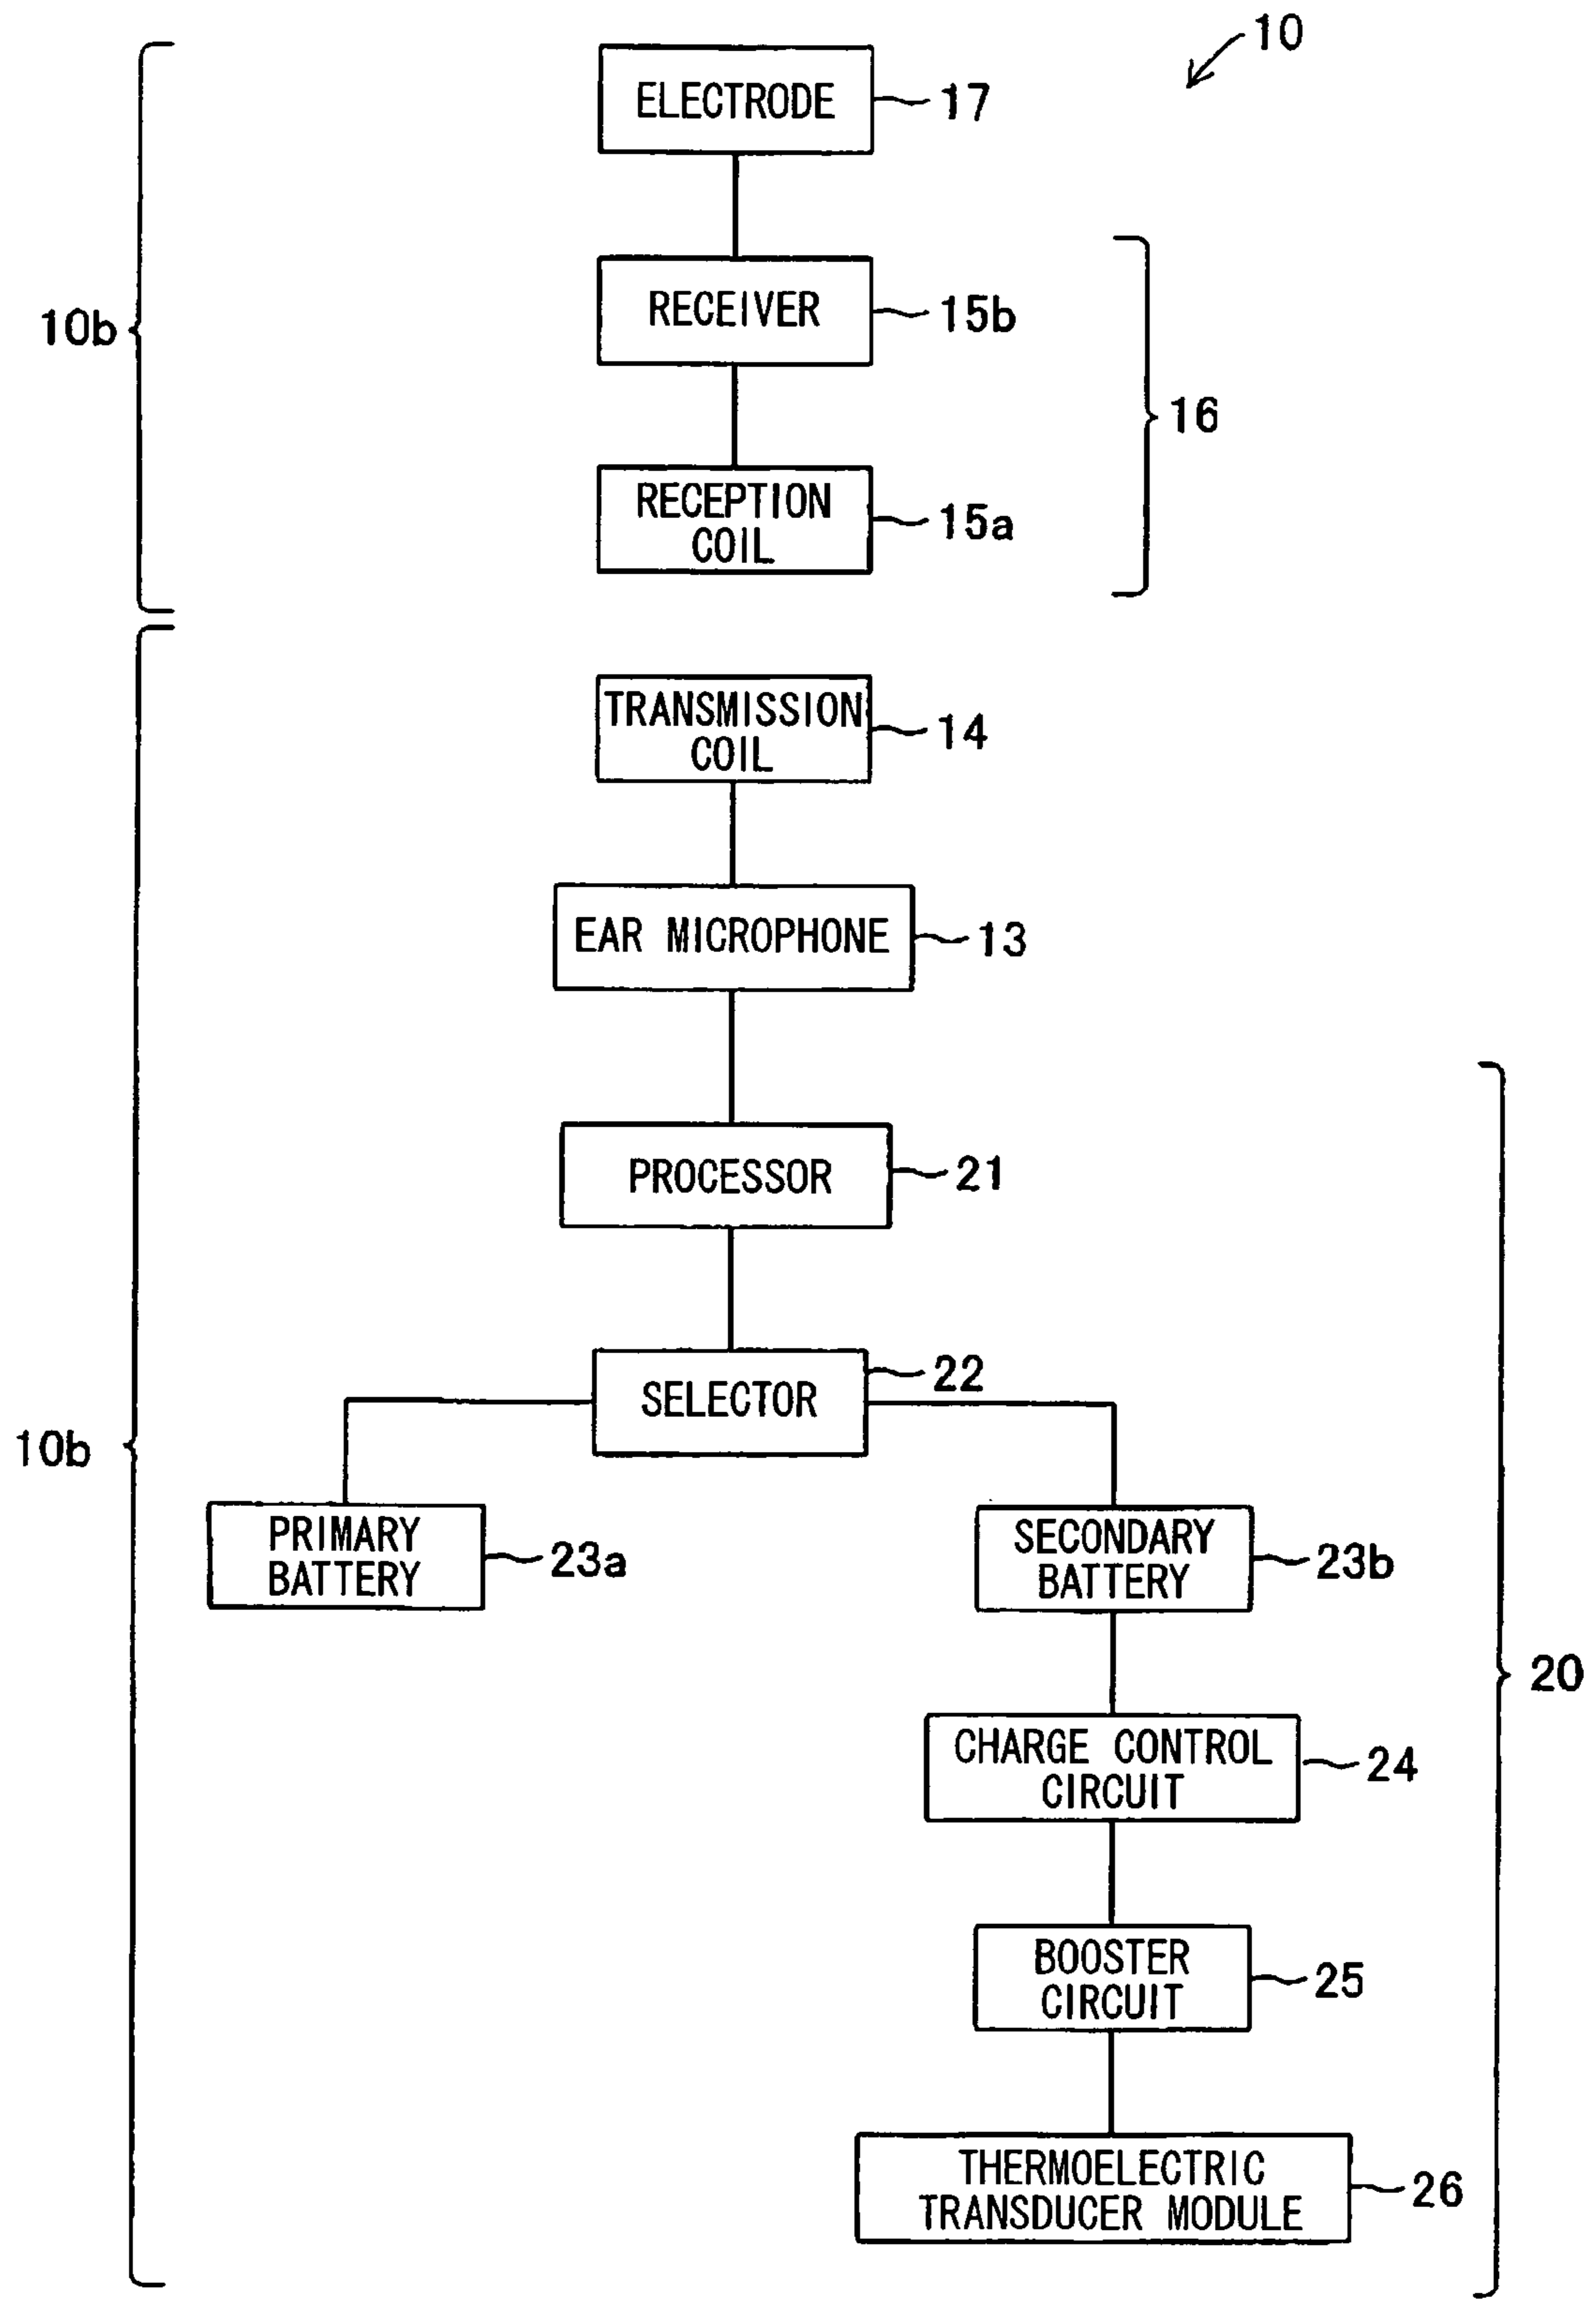 10
ELECTRODE
17
10b
RECEIVER
15b
16
RECEPTION
COIL
15a
TRANSMISSION
COIL
14
EAR MICROPHONE
13
PROCESSOR
21
SELECTOR
22
10b
PRIMARY
BATTERY
23a
SECONDARY
BATTERY
23b
20
CHARGE CONTROL
CIRCUIT
24
BOOSTER
CIRCUIT
25
THERMOELECTRIC
TRANSDUCER MODULE
26